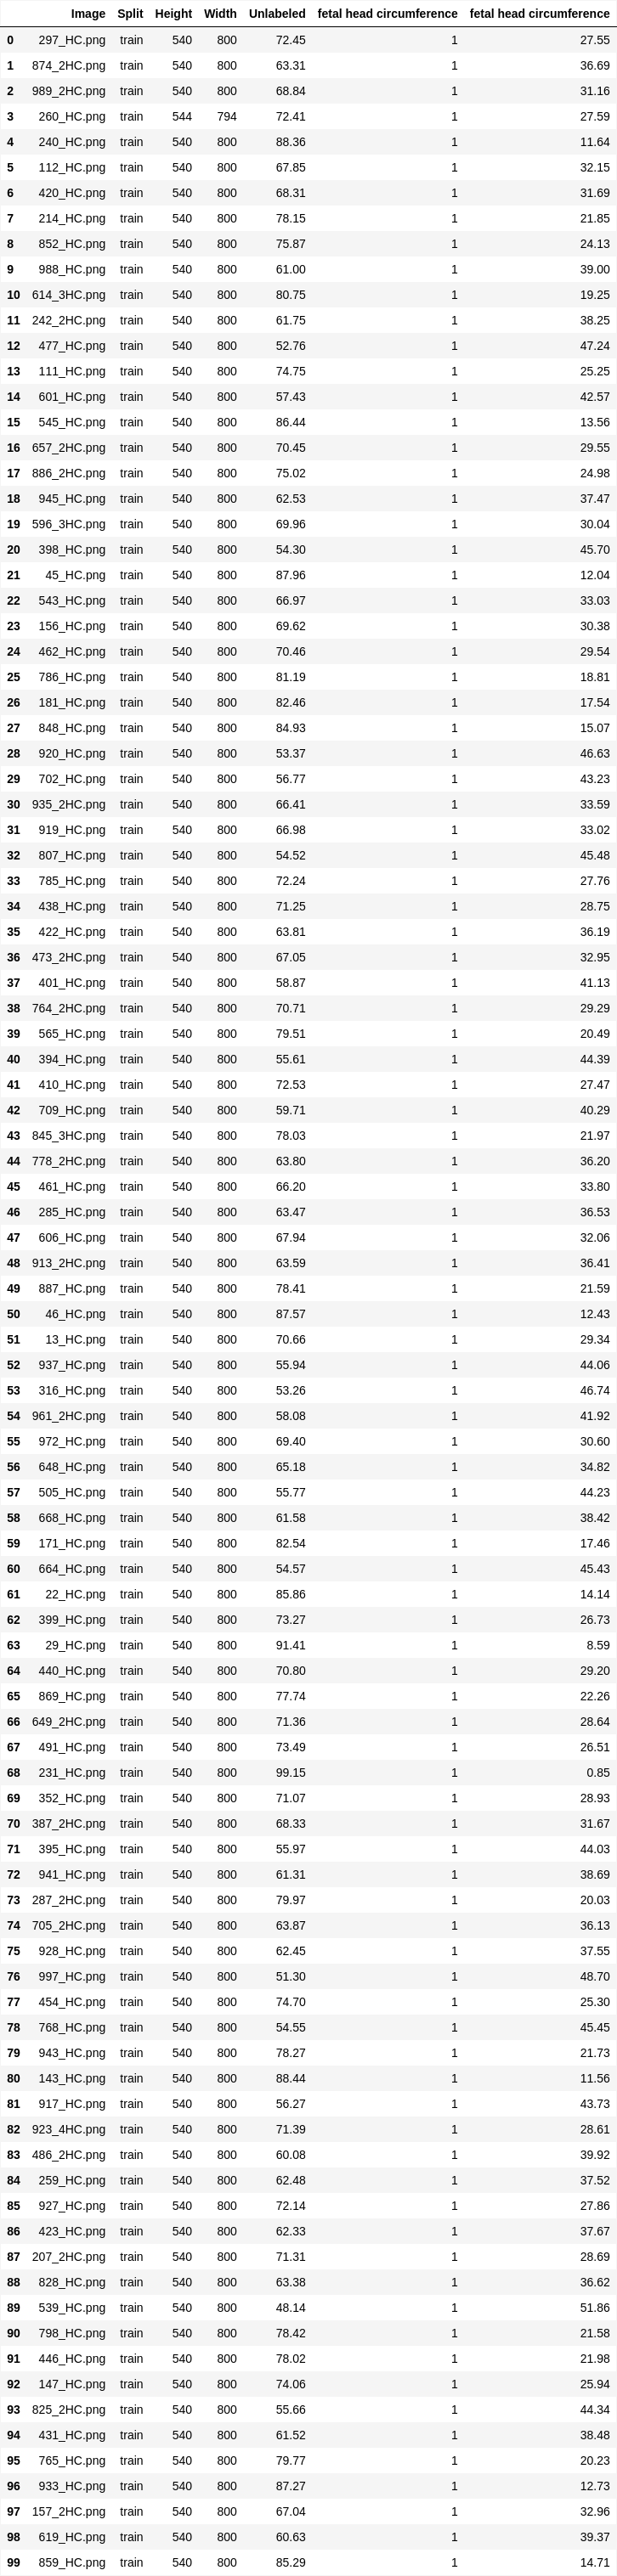 Image Split Height Width Unlabeled fetal head circumference fetal head circumference
0 297_HC.png train 540 800 72.45 1 27.55
1 874_2HC.png train 540 800 63.31 1 36.69
2 989_2HC.png train 540 800 68.84 1 31.16
3 260_HC.png train 544 794 72.41 1 27.59
4 240_HC.png train 540 800 88.36 1 11.64
5 112_HC.png train 540 800 67.85 1 32.15
6 420_HC.png train 540 800 68.31 1 31.69
7 214_HC.png train 540 800 78.15 1 21.85
8 852_HC.png train 540 800 75.87 1 24.13
9 988_HC.png train 540 800 61.00 1 39.00
10 614_3HC.png train 540 800 80.75 1 19.25
11 242_2HC.png train 540 800 61.75 1 38.25
12 477_HC.png train 540 800 52.76 1 47.24
13 111_HC.png train 540 800 74.75 1 25.25
14 601_HC.png train 540 800 57.43 1 42.57
15 545_HC.png train 540 800 86.44 1 13.56
16 657_2HC.png train 540 800 70.45 1 29.55
17 886_2HC.png train 540 800 75.02 1 24.98
18 945_HC.png train 540 800 62.53 1 37.47
19 596_3HC.png train 540 800 69.96 1 30.04
20 398_HC.png train 540 800 54.30 1 45.70
21 45_HC.png train 540 800 87.96 1 12.04
22 543_HC.png train 540 800 66.97 1 33.03
23 156_HC.png train 540 800 69.62 1 30.38
24 462_HC.png train 540 800 70.46 1 29.54
25 786_HC.png train 540 800 81.19 1 18.81
26 181_HC.png train 540 800 82.46 1 17.54
27 848_HC.png train 540 800 84.93 1 15.07
28 920_HC.png train 540 800 53.37 1 46.63
29 702_HC.png train 540 800 56.77 1 43.23
30 935_2HC.png train 540 800 66.41 1 33.59
31 919_HC.png train 540 800 66.98 1 33.02
32 807_HC.png train 540 800 54.52 1 45.48
33 785_HC.png train 540 800 72.24 1 27.76
34 438_HC.png train 540 800 71.25 1 28.75
35 422_HC.png train 540 800 63.81 1 36.19
36 473_2HC.png train 540 800 67.05 1 32.95
37 401_HC.png train 540 800 58.87 1 41.13
38 764_2HC.png train 540 800 70.71 1 29.29
39 565_HC.png train 540 800 79.51 1 20.49
40 394_HC.png train 540 800 55.61 1 44.39
41 410_HC.png train 540 800 72.53 1 27.47
42 709_HC.png train 540 800 59.71 1 40.29
43 845_3HC.png train 540 800 78.03 1 21.97
44 778_2HC.png train 540 800 63.80 1 36.20
45 461_HC.png train 540 800 66.20 1 33.80
46 285_HC.png train 540 800 63.47 1 36.53
47 606_HC.png train 540 800 67.94 1 32.06
48 913_2HC.png train 540 800 63.59 1 36.41
49 887_HC.png train 540 800 78.41 1 21.59
50 46_HC.png train 540 800 87.57 1 12.43
51 13_HC.png train 540 800 70.66 1 29.34
52 937_HC.png train 540 800 55.94 1 44.06
53 316_HC.png train 540 800 53.26 1 46.74
54 961_2HC.png train 540 800 58.08 1 41.92
55 972_HC.png train 540 800 69.40 1 30.60
56 648_HC.png train 540 800 65.18 1 34.82
57 505_HC.png train 540 800 55.77 1 44.23
58 668_HC.png train 540 800 61.58 1 38.42
59 171_HC.png train 540 800 82.54 1 17.46
60 664_HC.png train 540 800 54.57 1 45.43
61 22_HC.png train 540 800 85.86 1 14.14
62 399_HC.png train 540 800 73.27 1 26.73
63 29_HC.png train 540 800 91.41 1 8.59
64 440_HC.png train 540 800 70.80 1 29.20
65 869_HC.png train 540 800 77.74 1 22.26
66 649_2HC.png train 540 800 71.36 1 28.64
67 491_HC.png train 540 800 73.49 1 26.51
68 231_HC.png train 540 800 99.15 1 0.85
69 352_HC.png train 540 800 71.07 1 28.93
70 387_2HC.png train 540 800 68.33 1 31.67
71 395_HC.png train 540 800 55.97 1 44.03
72 941_HC.png train 540 800 61.31 1 38.69
73 287_2HC.png train 540 800 79.97 1 20.03
74 705_2HC.png train 540 800 63.87 1 36.13
75 928_HC.png train 540 800 62.45 1 37.55
76 997_HC.png train 540 800 51.30 1 48.70
77 454_HC.png train 540 800 74.70 1 25.30
78 768_HC.png train 540 800 54.55 1 45.45
79 943_HC.png train 540 800 78.27 1 21.73
80 143_HC.png train 540 800 88.44 1 11.56
81 917_HC.png train 540 800 56.27 1 43.73
82 923_4HC.png train 540 800 71.39 1 28.61
83 486_2HC.png train 540 800 60.08 1 39.92
84 259_HC.png train 540 800 62.48 1 37.52
85 927_HC.png train 540 800 72.14 1 27.86
86 423_HC.png train 540 800 62.33 1 37.67
87 207_2HC.png train 540 800 71.31 1 28.69
88 828_HC.png train 540 800 63.38 1 36.62
89 539_HC.png train 540 800 48.14 1 51.86
90 798_HC.png train 540 800 78.42 1 21.58
91 446_HC.png train 540 800 78.02 1 21.98
92 147_HC.png train 540 800 74.06 1 25.94
93 825_2HC.png train 540 800 55.66 1 44.34
94 431_HC.png train 540 800 61.52 1 38.48
95 765_HC.png train 540 800 79.77 1 20.23
96 933_HC.png train 540 800 87.27 1 12.73
97 157_2HC.png train 540 800 67.04 1 32.96
98 619_HC.png train 540 800 60.63 1 39.37
99 859_HC.png train 540 800 85.29 1 14.71